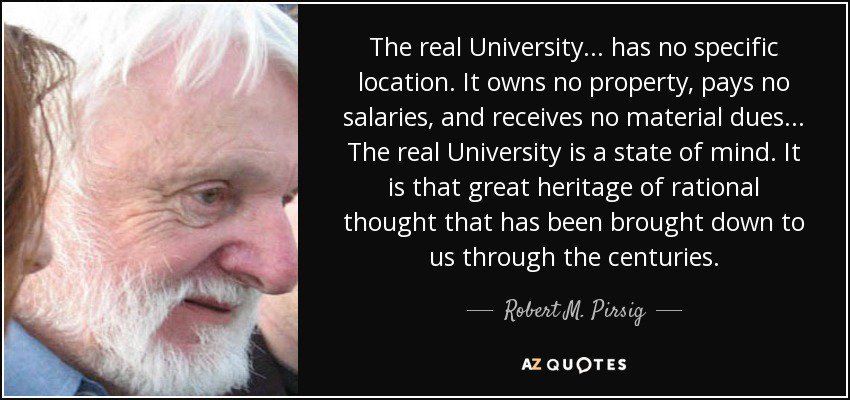 The real University... has no specific
location. It owns no property, pays no
salaries, and receives no material dues...
The real University is a state of mind. It
is that great heritage of rational
thought that has been brought down to
us through the centuries.
Robert M. Pirsig
AZ QUOTES